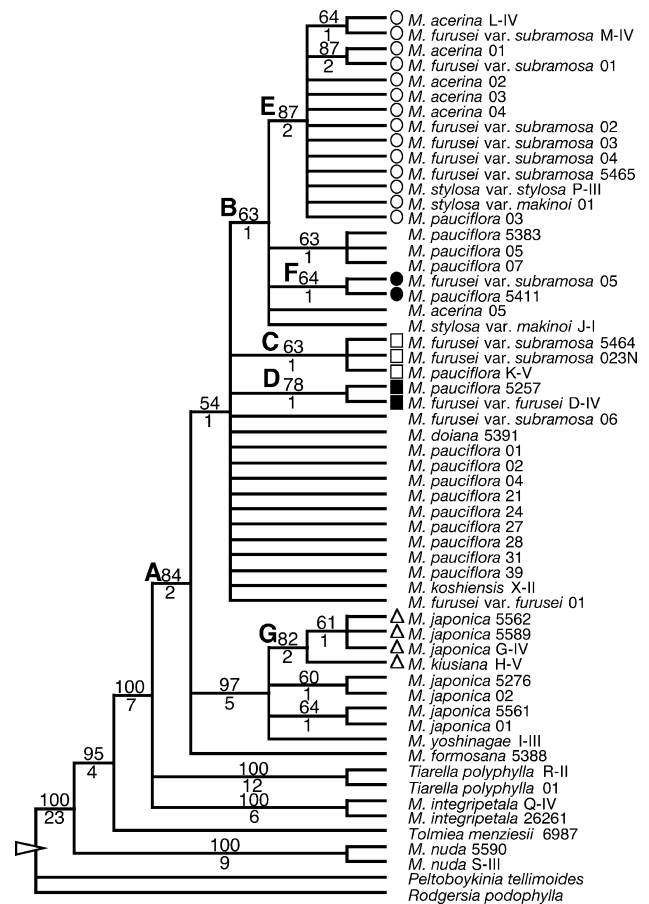 64 M. acerina L-IV
1 M. furusei var. subramosa M-IV
87 M. acerina 01
2 M. furusei var. subramosa 01
M. acerina 02
M. acerina 03
E 87 M. acerina 04
2 M. furusei var. subramosa 02
M. furusei var. subramosa 03
M. furusei var. subramosa 04
M. furusei var. subramosa 5465
M. stylosa var. stylosa P-III
M. stylosa var. makinoi 01
B 63 M. pauciflora 03
1 M. pauciflora 5383
63 M. pauciflora 05
1 M. pauciflora 07
F 64 M. furusei var. subramosa 05
1 M. pauciflora 5411
M. acerina 05
M. stylosa var. makinoi J-I
C 63 M. furusei var. subramosa 5464
1 M. furusei var. subramosa 023N
M. pauciflora K-V
D 78 M. pauciflora 5257
1 M. furusei var. furusei D-IV
54 M. furusei var. subramosa 06
1 M. doiana 5391
M. pauciflora 01
M. pauciflora 02
M. pauciflora 04
M. pauciflora 21
M. pauciflora 24
M. pauciflora 27
M. pauciflora 28
M. pauciflora 31
A 84 M. pauciflora 39
2 M. koshiensis X-II
M. furusei var. furusei 01
61 M. japonica 5562
G 82 1 M. japonica 5589
2 M. japonica G-IV
M. kiusiana H-V
100 97 60 M. japonica 5276
7 5 1 M. japonica 02
64 M. japonica 5561
1 M. japonica 01
M. yoshinagae I-III
95 M. formosana 5388
4 100 Tiarella polyphylla R-II
12 Tiarella polyphylla 01
100 100 M. integripetala Q-IV
23 6 M. integripetala 26261
Tolmiea menziesii 6987
100 M. nuda 5590
9 M. nuda S-III
Peltoboykinia tellimoides
Rodgersia podophylla